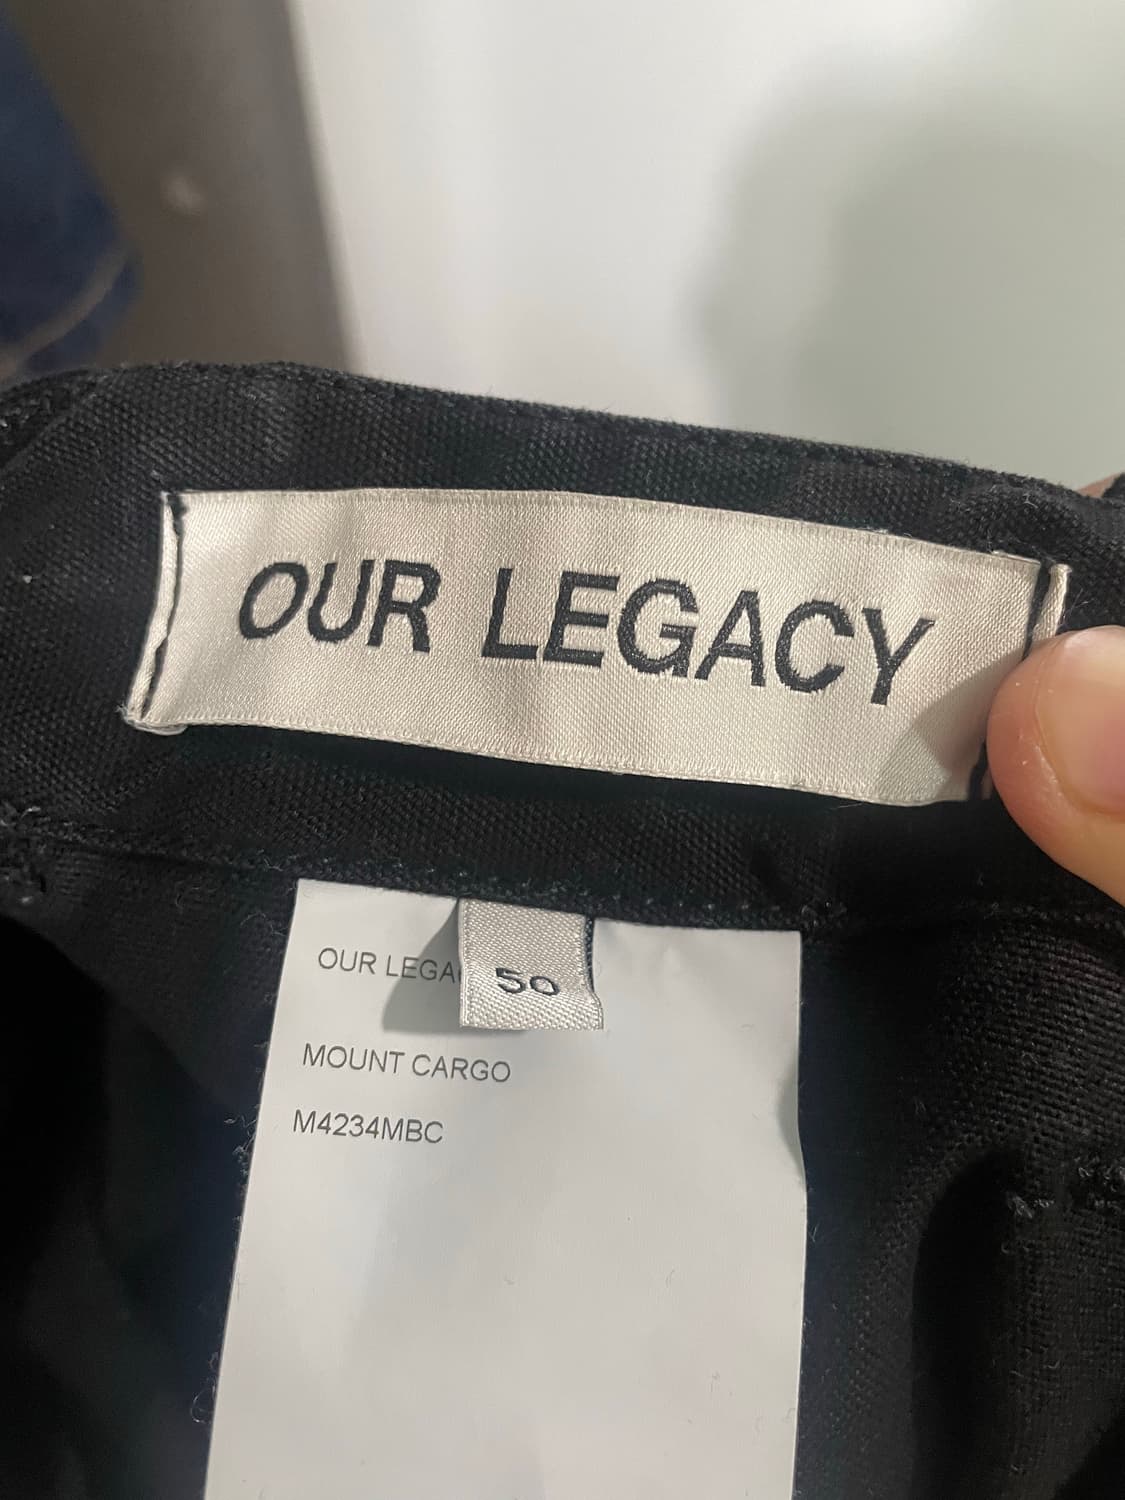 OUR LEGACY
OUR LEGA
50
MOUNT CARGO
M4234MBC